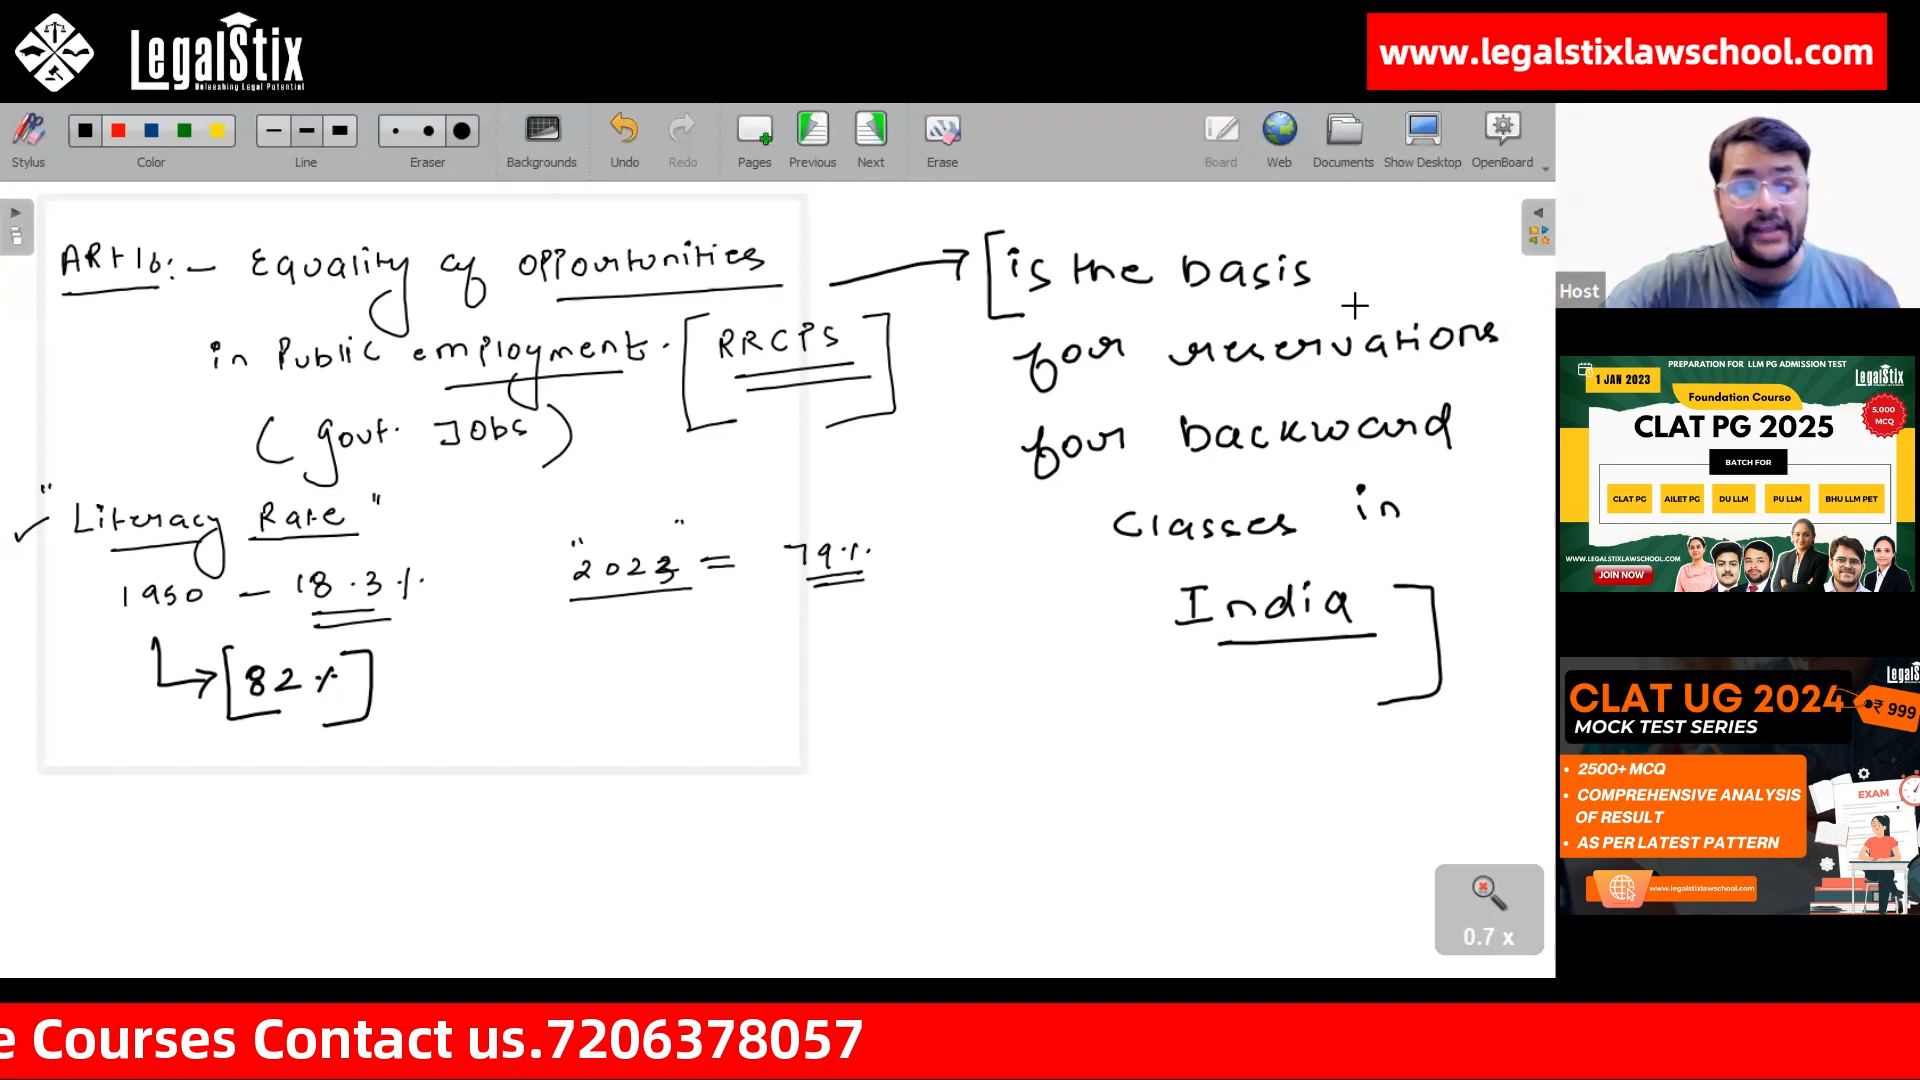 LegalStix
Unleashing Legal Potential
www.legalstixlawschool.com
Stylus
Color
Line
Eraser
Backgrounds
Undo
Redo
Pages
Previous
Next
Erase
Board
Web
Documents
Show Desktop
OpenBoard
ART 16:- Equality of opportunities
in Public employment. [RRCPS]
(govt. Jobs)
"Literacy Rate"
1950 - 18.3%
[82%]
"2023" = 79%
[is the basis
for reservations
for backward
classes in
India]
0.7 x
Host
PREPARATION FOR LLM PG ADMISSION TEST
1 JAN 2023
LegalStix
Foundation Course
5,000
MCQ
CLAT PG 2025
BATCH FOR
CLAT PG
AILET PG
DU LLM
PU LLM
BHU LLM PET
WWW.LEGALSTIXLAWSCHOOL.COM
JOIN NOW
LegalS
CLAT UG 2024
₹ 999
MOCK TEST SERIES
• 2500+ MCQ
• COMPREHENSIVE ANALYSIS
OF RESULT
• AS PER LATEST PATTERN
EXAM
www.legalstixlawschool.com
e Courses Contact us.7206378057